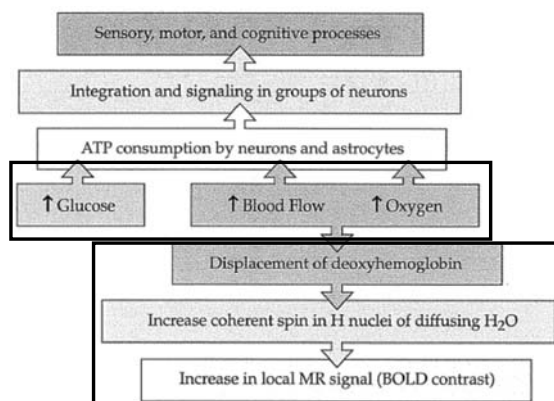 Sensory, motor, and cognitive processes
Integration and signaling in groups of neurons
ATP consumption by neurons and astrocytes
↑ Glucose ↑ Blood Flow ↑ Oxygen
Displacement of deoxyhemoglobin
Increase coherent spin in H nuclei of diffusing H₂O
Increase in local MR signal (BOLD contrast)